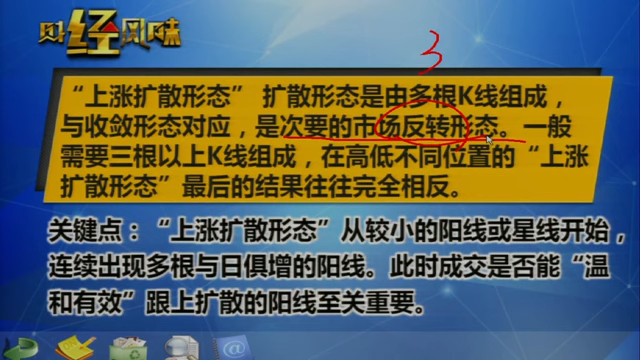 财经风味
3
“上涨扩散形态” 扩散形态是由多根K线组成，
与收敛形态对应，是次要的市场反转形态。一般
需要三根以上K线组成，在高低不同位置的“上涨
扩散形态”最后的结果往往完全相反。
关键点：“上涨扩散形态”从较小的阳线或星线开始，
连续出现多根与日俱增的阳线。此时成交是否能“温
和有效”跟上扩散的阳线至关重要。